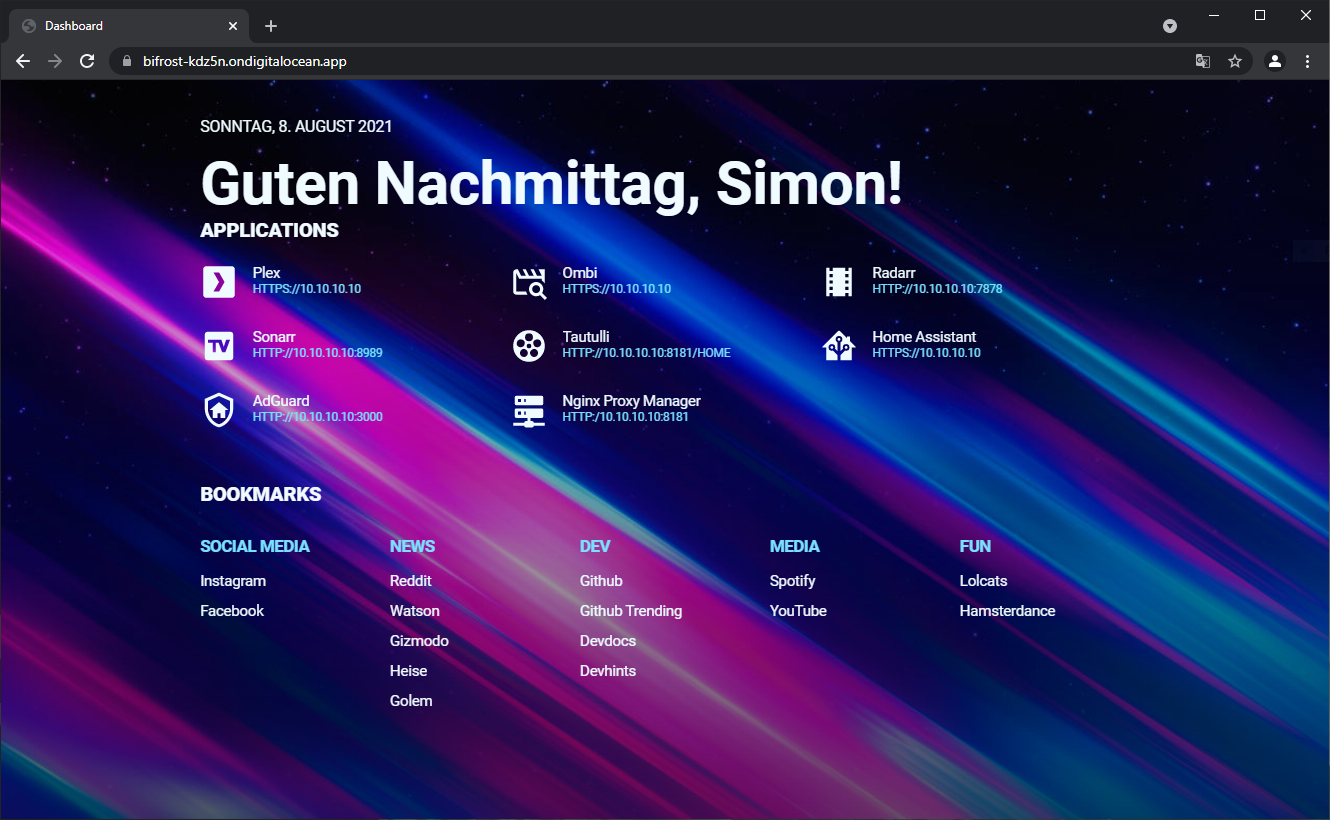 Dashboard
bifrost-kdz5n.ondigitalocean.app
SONNTAG, 8. AUGUST 2021
Guten Nachmittag, Simon!
APPLICATIONS
Plex
HTTPS://10.10.10.10
Ombi
HTTPS://10.10.10.10
Radarr
HTTP://10.10.10.10:7878
TV
Sonarr
HTTP://10.10.10.10:8989
Tautulli
HTTP://10.10.10.10:8181/HOME
Home Assistant
HTTPS://10.10.10.10
AdGuard
HTTP://10.10.10.10:3000
Nginx Proxy Manager
HTTP:/10.10.10.10:8181
BOOKMARKS
SOCIAL MEDIA
Instagram
Facebook
NEWS
Reddit
Watson
Gizmodo
Heise
Golem
DEV
Github
Github Trending
Devdocs
Devhints
MEDIA
Spotify
YouTube
FUN
Lolcats
Hamsterdance